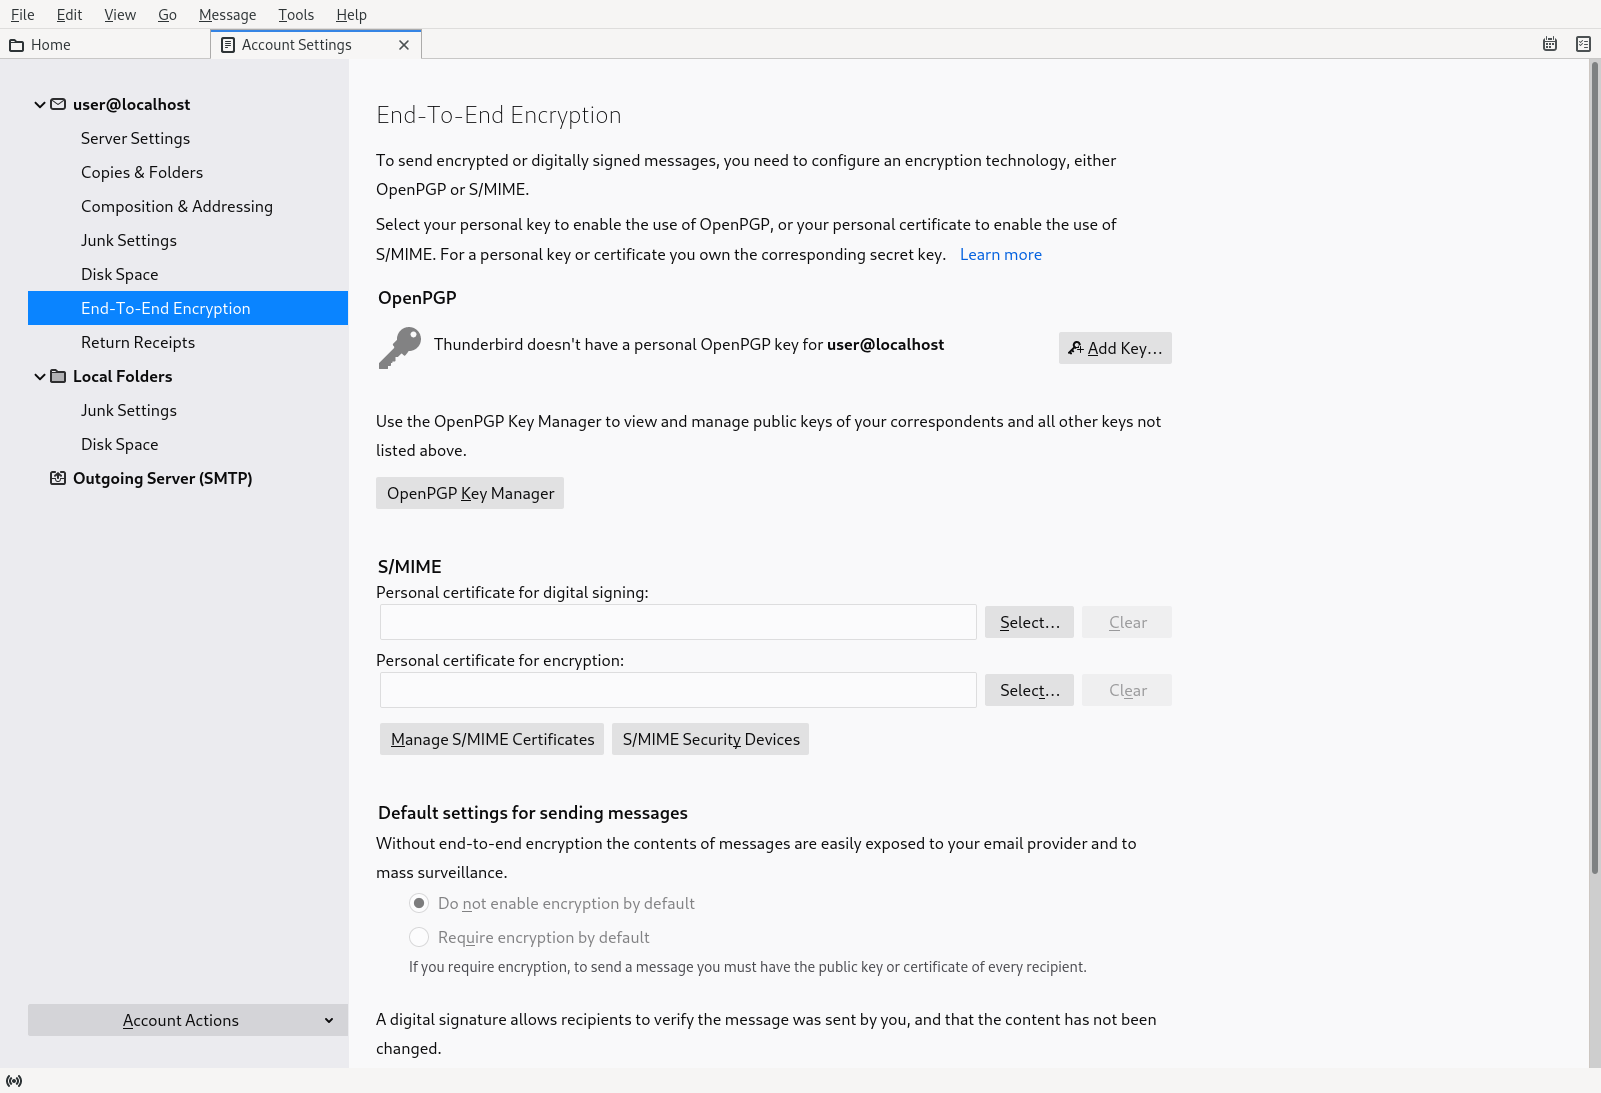 File Edit View Go Message Tools Help
Home
Account Settings
user@localhost
Server Settings
Copies & Folders
Composition & Addressing
Junk Settings
Disk Space
End-To-End Encryption
Return Receipts
Local Folders
Junk Settings
Disk Space
Outgoing Server (SMTP)
Account Actions
End-To-End Encryption
To send encrypted or digitally signed messages, you need to configure an encryption technology, either
OpenPGP or S/MIME.
Select your personal key to enable the use of OpenPGP, or your personal certificate to enable the use of
S/MIME. For a personal key or certificate you own the corresponding secret key. Learn more
OpenPGP
Thunderbird doesn't have a personal OpenPGP key for user@localhost
Add Key…
Use the OpenPGP Key Manager to view and manage public keys of your correspondents and all other keys not
listed above.
OpenPGP Key Manager
S/MIME
Personal certificate for digital signing:
Select… Clear
Personal certificate for encryption:
Select… Clear
Manage S/MIME Certificates S/MIME Security Devices
Default settings for sending messages
Without end-to-end encryption the contents of messages are easily exposed to your email provider and to
mass surveillance.
Do not enable encryption by default
Require encryption by default
If you require encryption, to send a message you must have the public key or certificate of every recipient.
A digital signature allows recipients to verify the message was sent by you, and that the content has not been
changed.